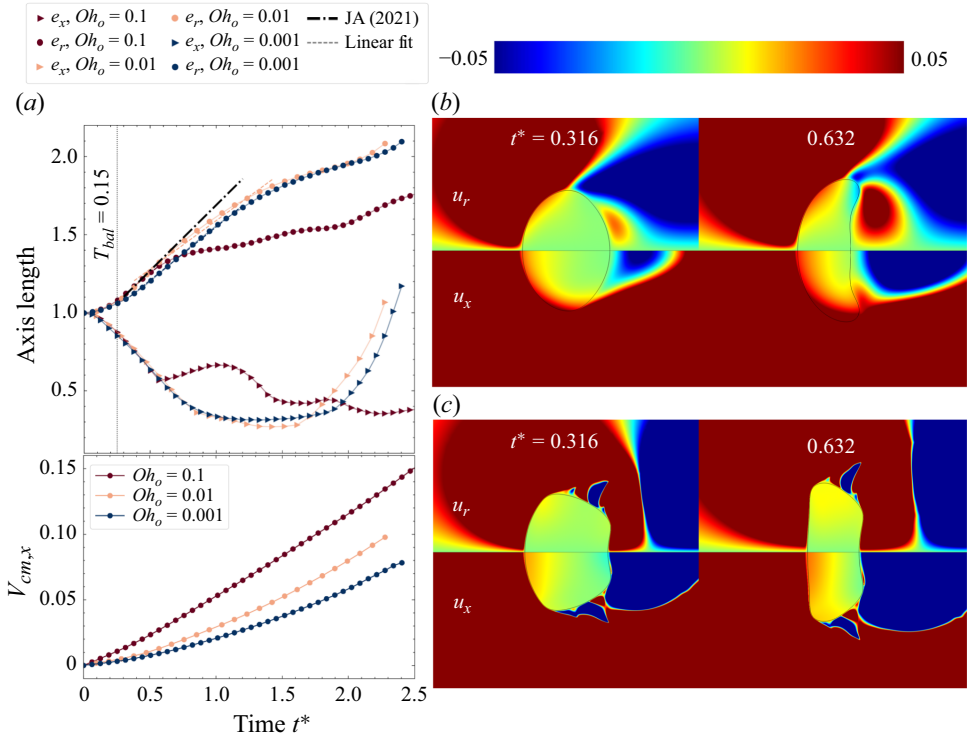 e_x, Oh_o = 0.1
e_r, Oh_o = 0.1
e_x, Oh_o = 0.01
e_r, Oh_o = 0.01
e_x, Oh_o = 0.001
e_r, Oh_o = 0.001
JA (2021)
Linear fit
−0.05
0.05
(a)
2.0
1.5
1.0
0.5
Axis length
T_bal = 0.15
0.15
0.10
0.05
0
V_cm,x
Oh_o = 0.1
Oh_o = 0.01
Oh_o = 0.001
0
0.5
1.0
1.5
2.0
2.5
Time t*
(b)
t* = 0.316
0.632
u_r
u_x
(c)
t* = 0.316
0.632
u_r
u_x